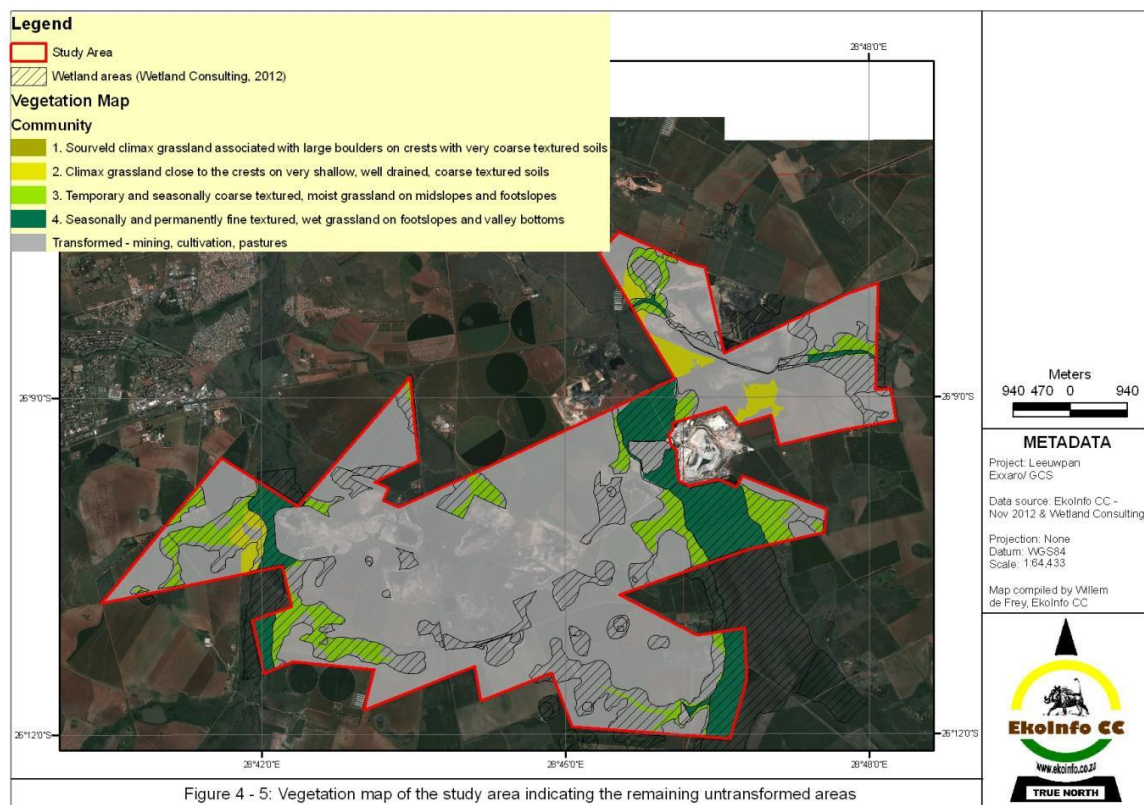 Legend
Study Area
Wetland areas (Wetland Consulting, 2012)
Vegetation Map
Community
1. Sourveld climax grassland associated with large boulders on crests with very coarse textured soils
2. Climax grassland close to the crests on very shallow, well drained, coarse textured soils
3. Temporary and seasonally coarse textured, moist grassland on midslopes and footslopes
4. Seasonally and permanently fine textured, wet grassland on footslopes and valley bottoms
Transformed - mining, cultivation, pastures
28°48'0"E
26°9'0"S
26°9'0"S
26°12'0"S
26°12'0"S
28°42'0"E
28°45'0"E
28°48'0"E
Meters
940 470 0 940
METADATA
Project: Leeuwpan
Exxaro/ GCS
Data source: EkoInfo CC -
Nov 2012 & Wetland Consulting
Projection: None
Datum: WGS84
Scale: 1:64,433
Map compiled by Willem
de Frey, EkoInfo CC
EkoInfo CC
www.ekoinfo.co.za
TRUE NORTH
Figure 4 - 5: Vegetation map of the study area indicating the remaining untransformed areas